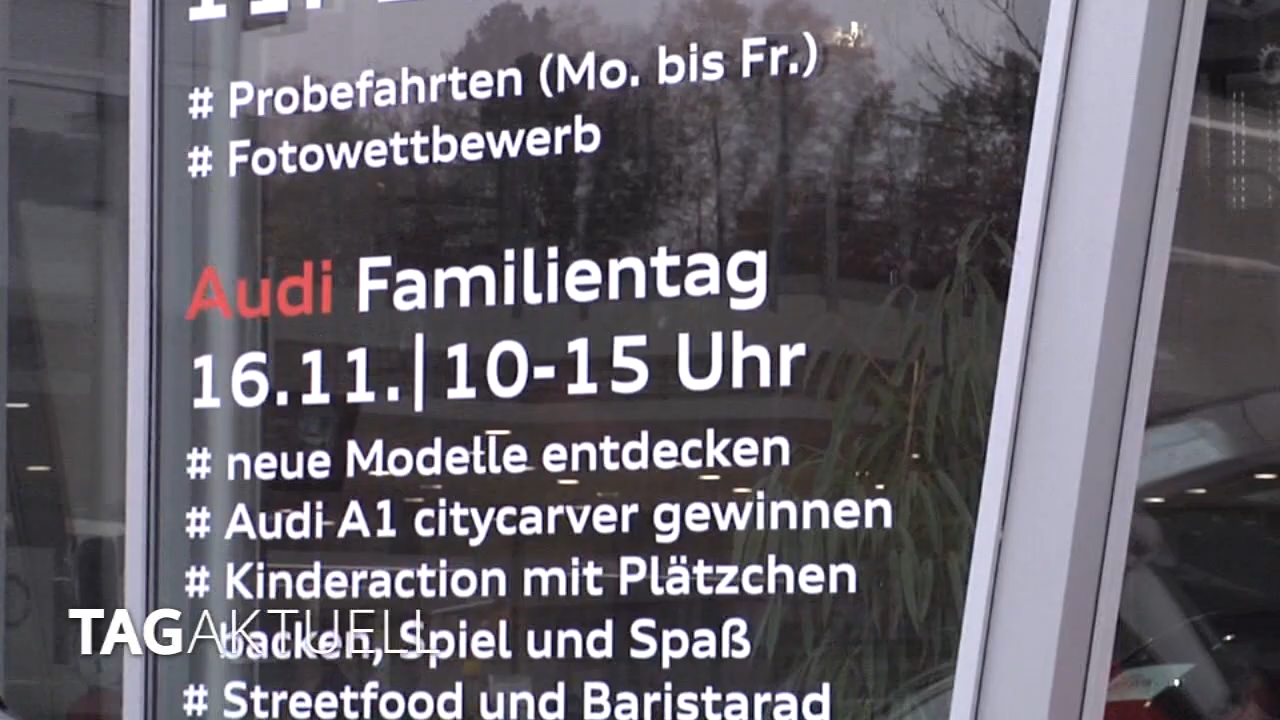 # Probefahrten (Mo. bis Fr.)
# Fotowettbewerb
Audi Familientag
16.11.|10-15 Uhr
# neue Modelle entdecken
# Audi A1 citycarver gewinnen
# Kinderaction mit Plätzchen
backen, Spiel und Spaß
TAGAKTUELL
# Streetfood und Baristarad